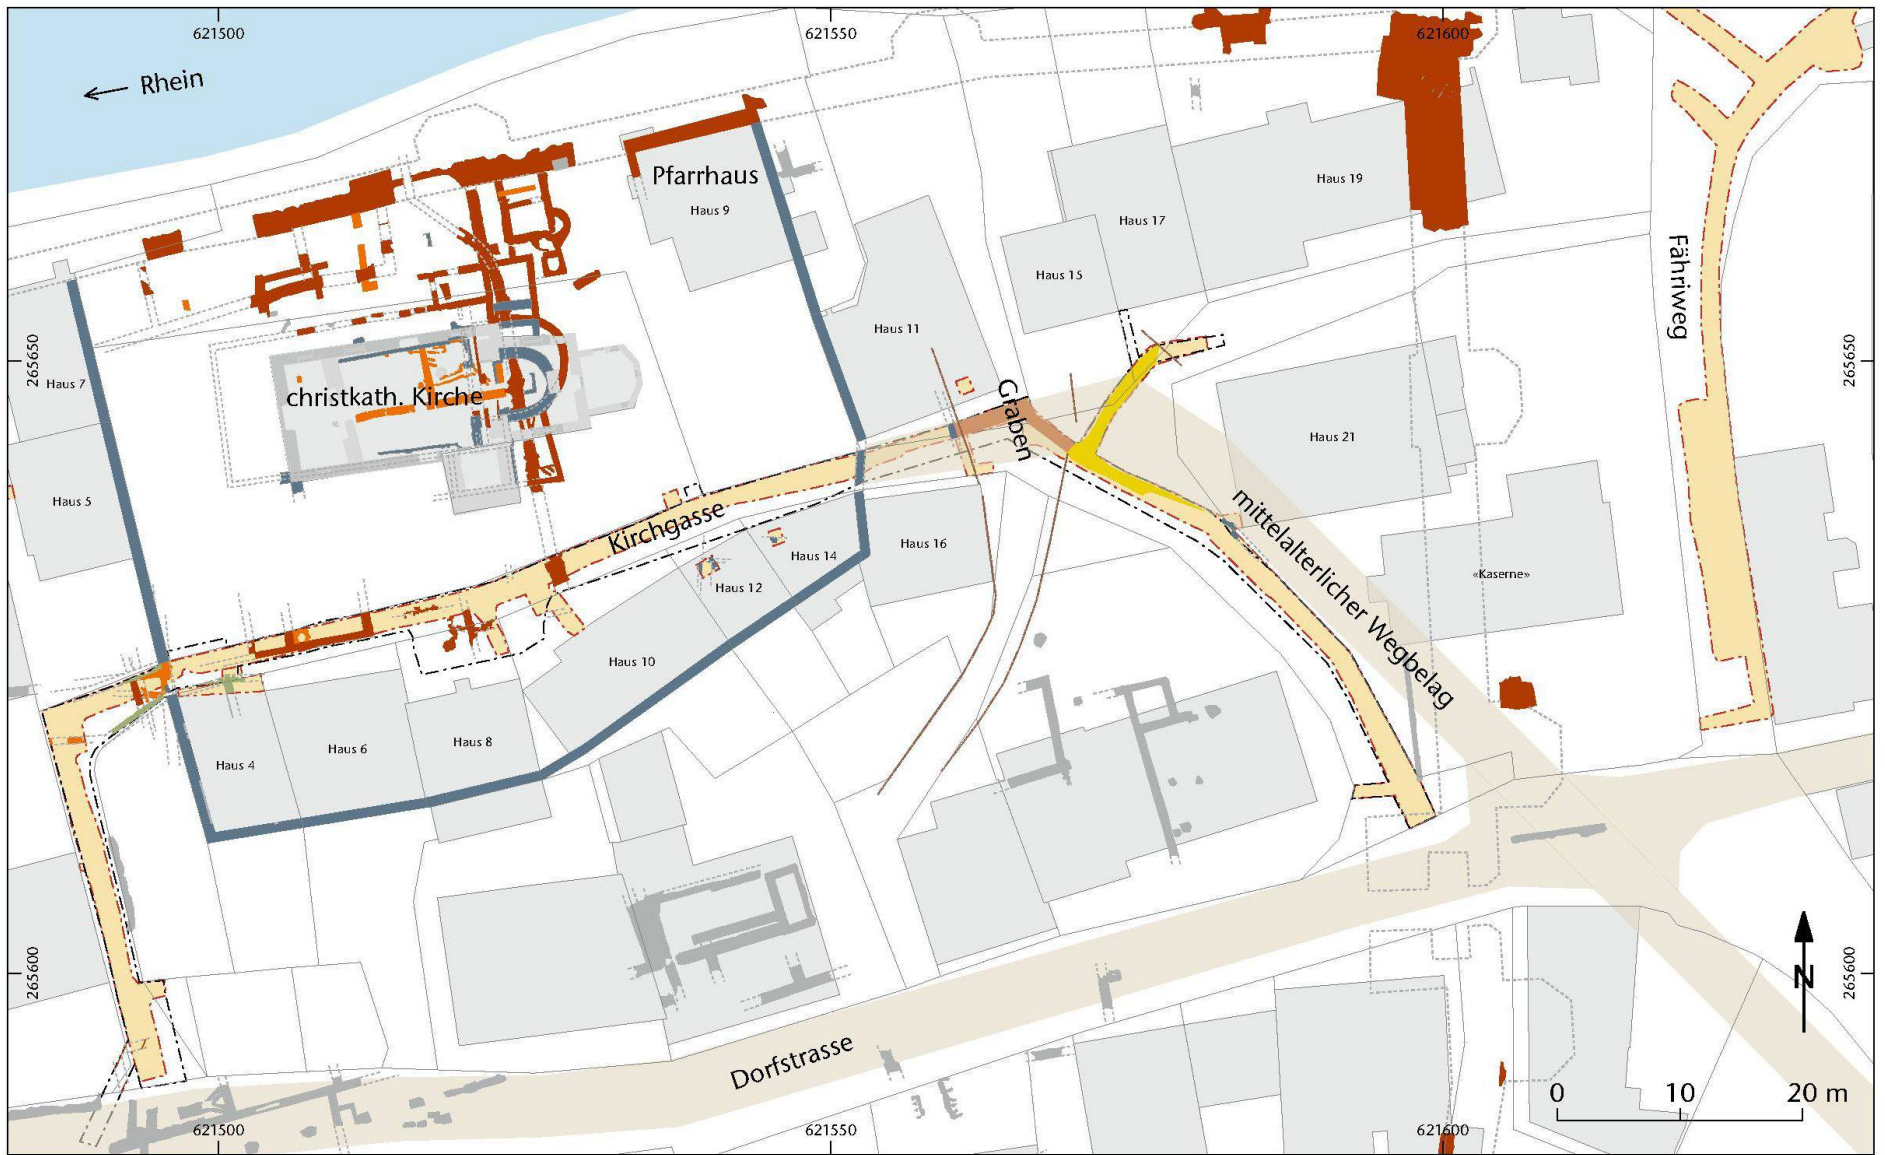 621500
621550
621600
← Rhein
Pfarrhaus
Haus 9
Haus 19
Haus 17
Haus 15
Fähriweg
Haus 11
265650
265650
Haus 7
christkath. Kirche
Graben
Haus 21
Haus 5
Kirchgasse
mittelalterlicher Wegbelag
Haus 16
Haus 14
Haus 12
«Kaserne»
Haus 10
Haus 8
Haus 6
Haus 4
265600
265600
N
Dorfstrasse
0 10 20 m
621500
621550
621600